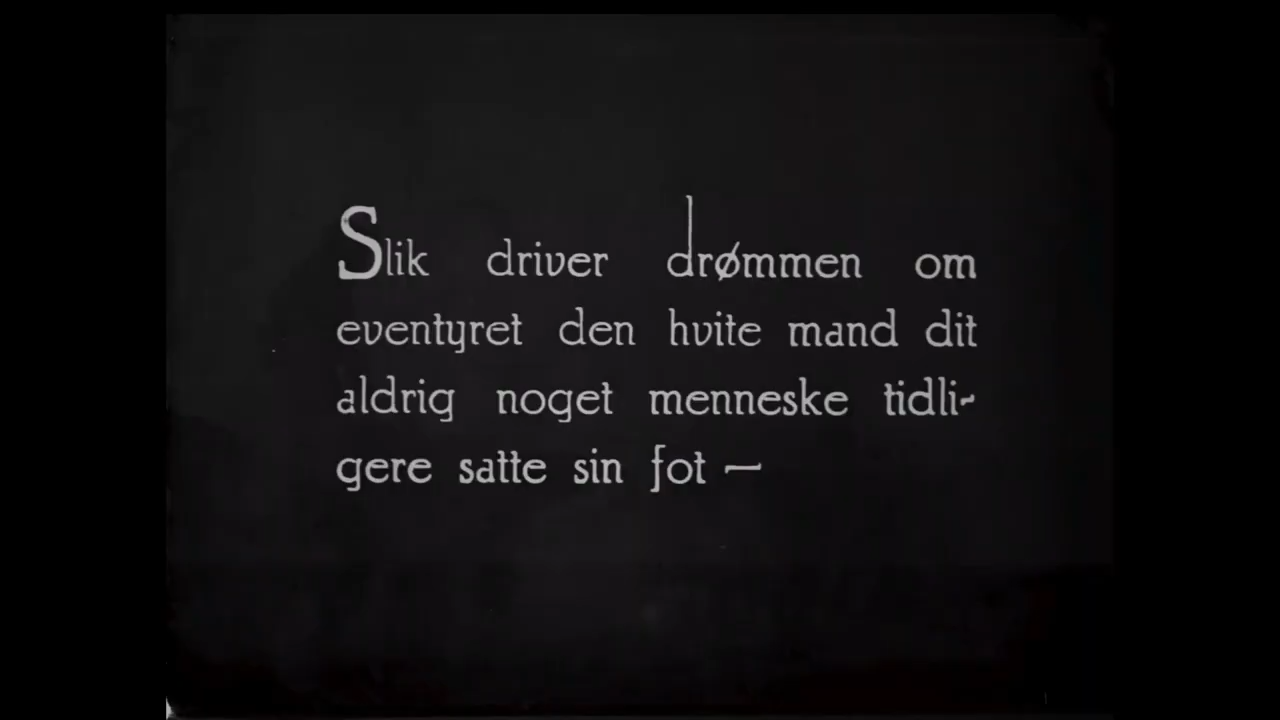 Slik driver drømmen om
eventyret den hvite mand dit
aldrig noget menneske tidli-
gere satte sin fot —